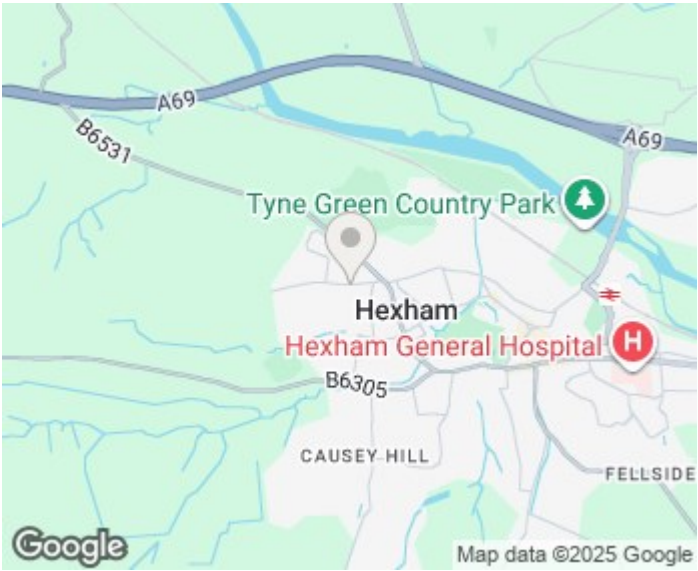 A69
A69
B6531
Tyne Green Country Park
Hexham
Hexham General Hospital
H
B6305
CAUSEY HILL
FELLSIDE
Google
Map data ©2025 Google